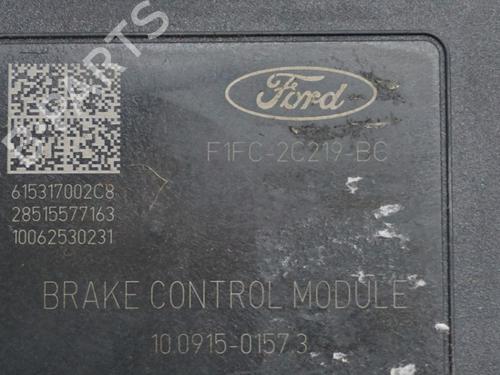 Ford
F1FC-2C219-BC
615317002C8
28515577163
10062530231
BRAKE CONTROL MODULE
10.0915-0157.3